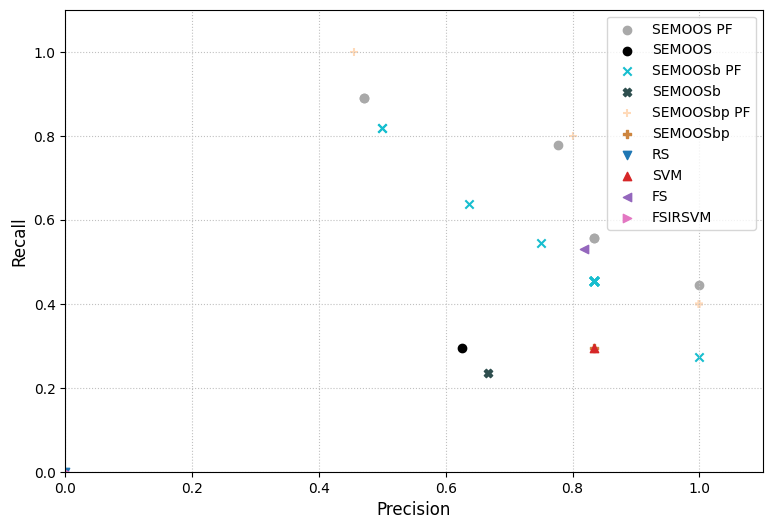 SEMOOS PF
SEMOOS
SEMOOSb PF
SEMOOSb
SEMOOSbp PF
SEMOOSbp
RS
SVM
FS
FSIRSVM
1.0
0.8
0.6
0.4
0.2
0.0
Recall
0.0 0.2 0.4 0.6 0.8 1.0
Precision